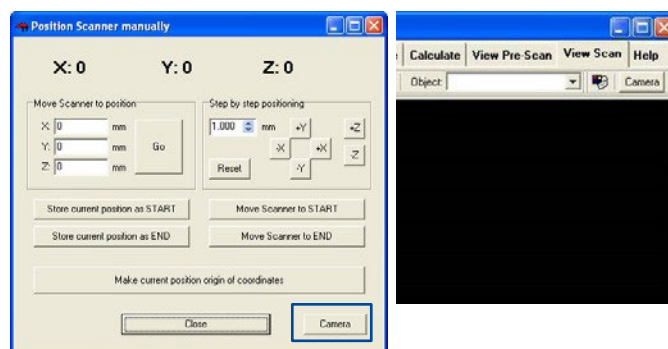 Position Scanner manually
X: 0 Y: 0 Z: 0
Move Scanner to position
X: 0 mm
Y: 0 mm
Z: 0 mm
Go
Step by step positioning
1.000 mm
+Y
-X
+X
-Y
+Z
-Z
Reset
Store current position as START
Move Scanner to START
Store current position as END
Move Scanner to END
Make current position origin of coordinates
Close
Camera
Calculate View Pre-Scan View Scan Help
Object:
Camera